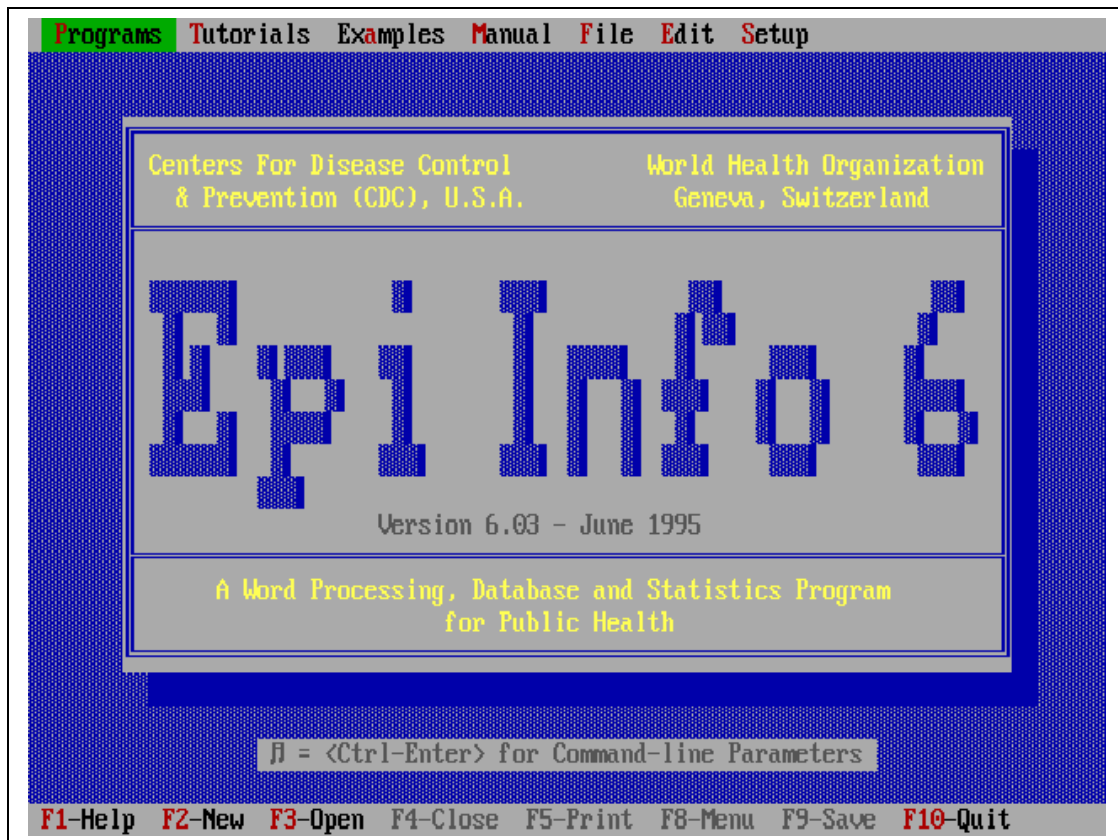 Programs Tutorials Examples Manual File Edit Setup
Centers For Disease Control
& Prevention (CDC), U.S.A.
World Health Organization
Geneva, Switzerland
Epi Info 6
Version 6.03 - June 1995
A Word Processing, Database and Statistics Program
for Public Health
♬ = <Ctrl-Enter> for Command-line Parameters
F1-Help F2-New F3-Open F4-Close F5-Print F8-Menu F9-Save F10-Quit